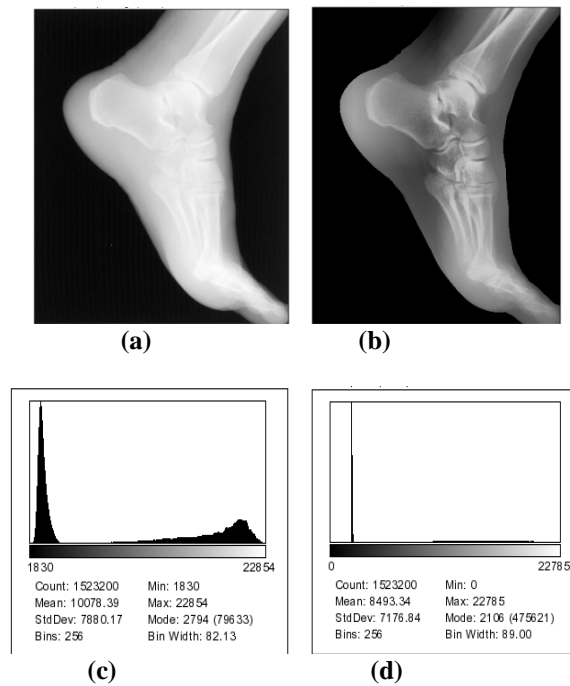 (a)
(b)
1830
22854
Count: 1523200
Min: 1830
Mean: 10078.39
Max: 22854
StdDev: 7880.17
Mode: 2794 (79633)
Bins: 256
Bin Width: 82.13
0
22785
Count: 1523200
Min: 0
Mean: 8493.34
Max: 22785
StdDev: 7176.84
Mode: 2106 (475621)
Bins: 256
Bin Width: 89.00
(c)
(d)